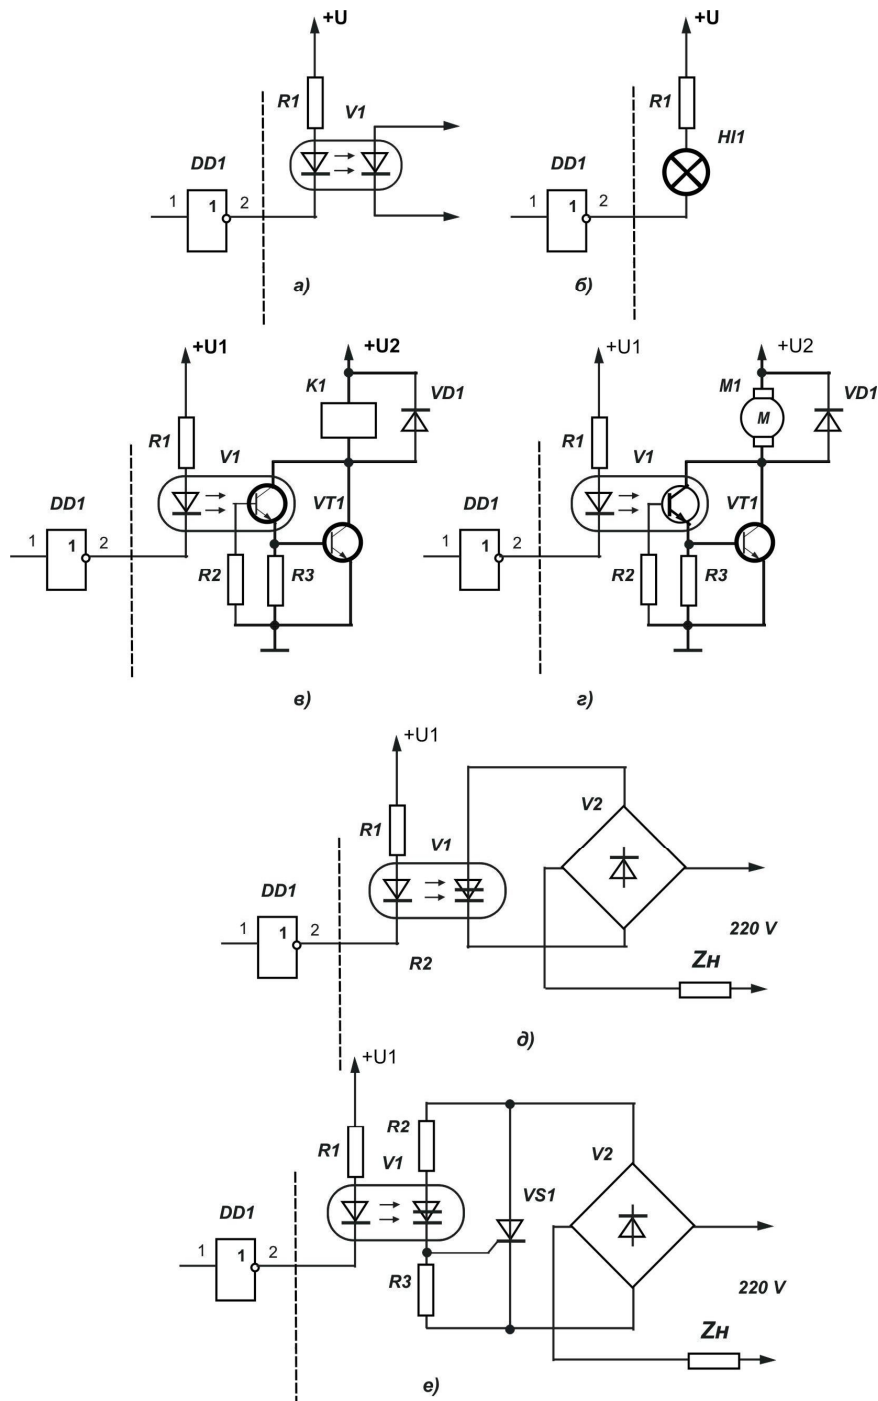 +U
R1
V1
DD1
1
1
2
а)
+U
R1
HI1
DD1
1
1
2
б)
+U1
+U2
K1
VD1
R1
V1
VT1
DD1
1
1
2
R2
R3
в)
+U1
+U2
M1
VD1
M
R1
V1
VT1
DD1
1
1
2
R2
R3
г)
+U1
V2
R1
V1
DD1
1
1
2
R2
220 V
Zн
д)
+U1
R2
R1
V1
V2
VS1
DD1
1
1
2
R3
220 V
Zн
е)